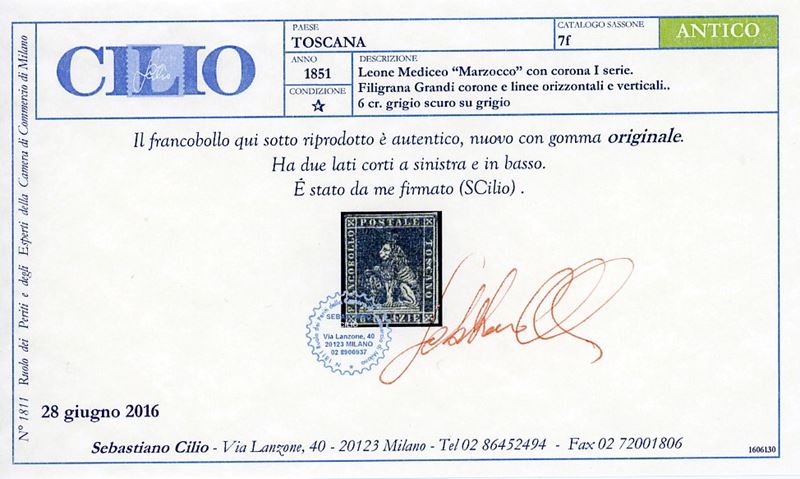 CILIO
PAESE
TOSCANA
CATALOGO SASSONE
7f
ANTICO
ANNO
1851
CONDIZIONE
DESCRIZIONE
Leone Mediceo “Marzocco” con corona I serie.
Filigrana Grandi corone e linee orizzontali e verticali..
6 cr. grigio scuro su grigio
Il francobollo qui sotto riprodotto è autentico, nuovo con gomma originale.
Ha due lati corti a sinistra e in basso.
É stato da me firmato (SCilio) .
POSTALE
TOSCANO
Via Lanzone, 40
20123 MILANO
02 8900937
28 giugno 2016
Sebastiano Cilio - Via Lanzone, 40 - 20123 Milano - Tel 02 86452494 - Fax 02 72001806
1606130
N° 1811 Ruolo dei Periti e degli Esperti della Camera di Commercio di Milano